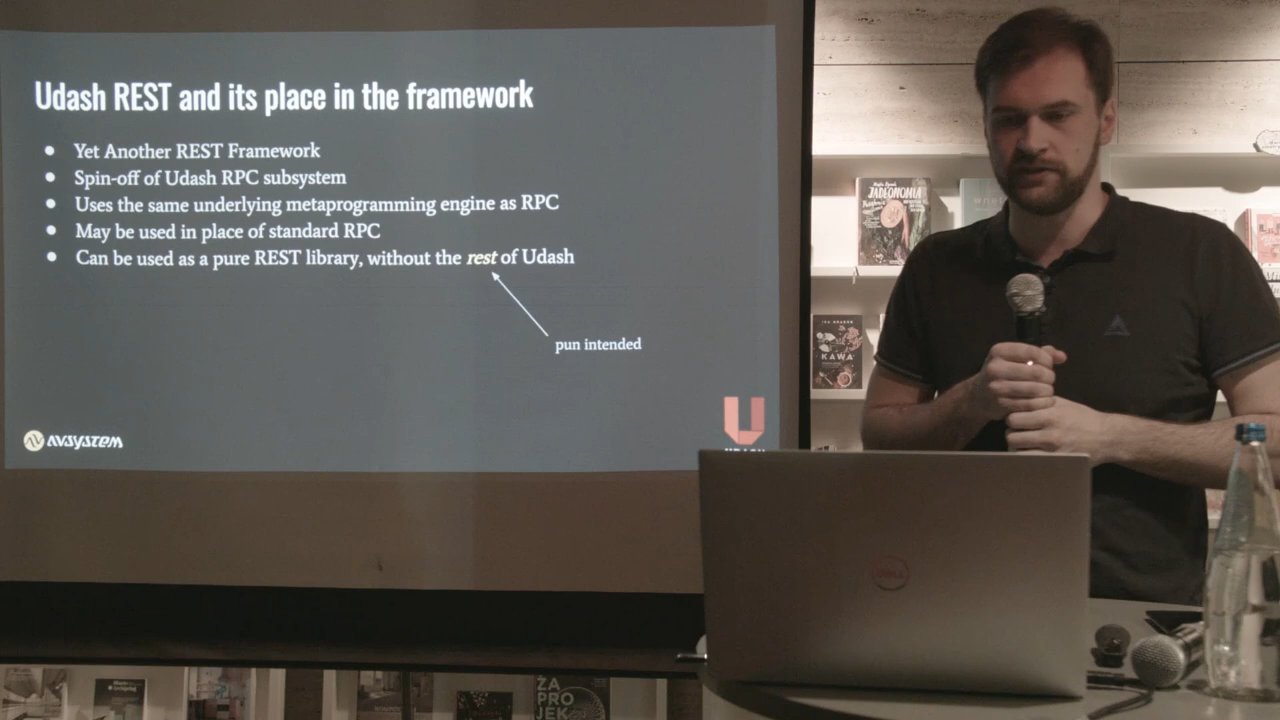 Udash REST and its place in the framework
Yet Another REST Framework
Spin-off of Udash RPC subsystem
Uses the same underlying metaprogramming engine as RPC
May be used in place of standard RPC
Can be used as a pure REST library, without the rest of Udash
pun intended
AVSYSTEM
JADŁONOMIA
KAWA
DELL
ŻA
PRO
JEK